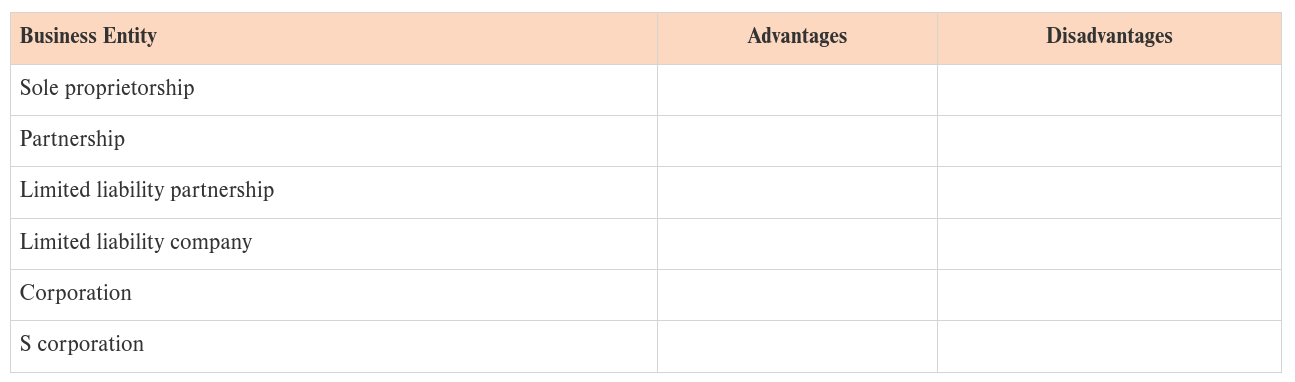 Business Entity Advantages Disadvantages
Sole proprietorship
Partnership
Limited liability partnership
Limited liability company
Corporation
S corporation